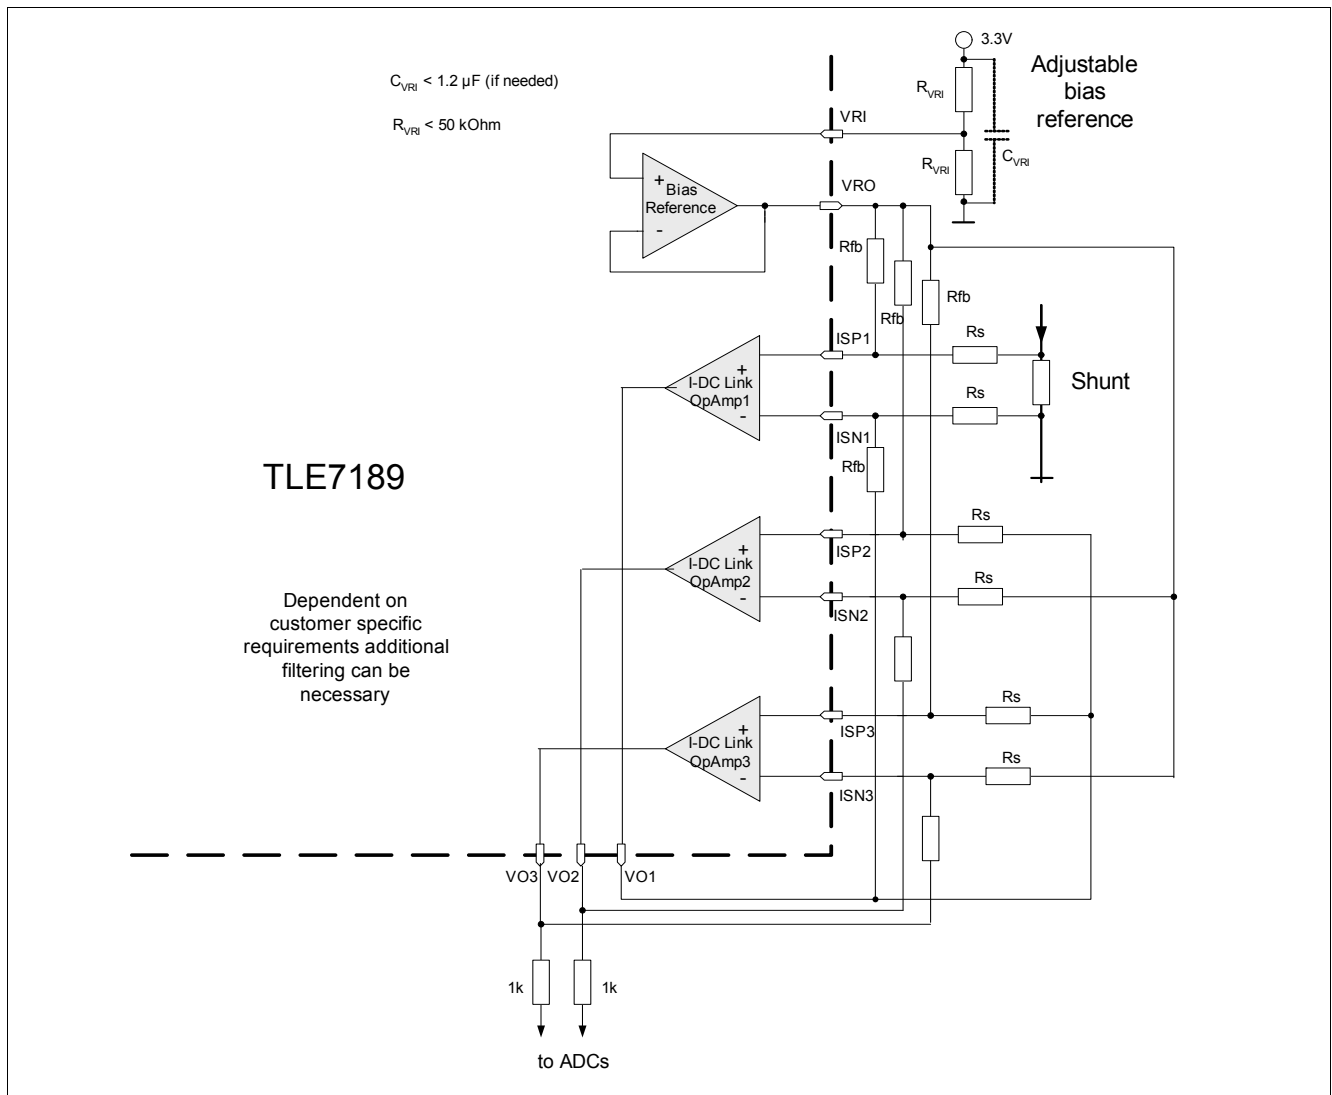 3.3V
C_VRI < 1.2 µF (if needed)
R_VRI < 50 kOhm
R_VRI
Adjustable
bias
reference
VRI
C_VRI
R_VRI
+
Bias
Reference
-
VRO
Rfb
Rfb
Rfb
ISP1
Rs
+
I-DC Link
OpAmp1
-
Rs
Shunt
ISN1
Rfb
TLE7189
Rs
ISP2
+
I-DC Link
OpAmp2
-
Rs
ISN2
Dependent on
customer specific
requirements additional
filtering can be
necessary
Rs
ISP3
+
I-DC Link
OpAmp3
-
Rs
ISN3
VO3
VO2
VO1
1k
1k
to ADCs